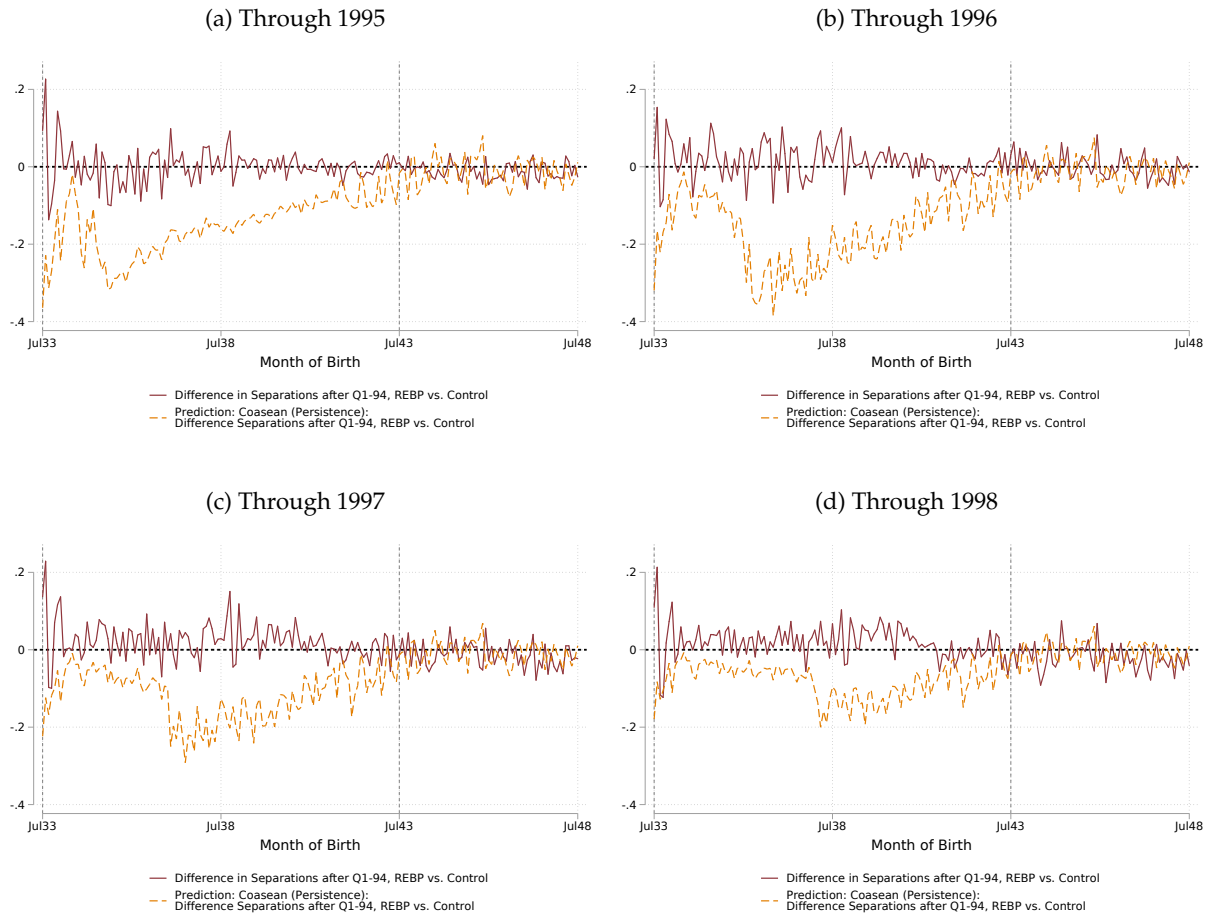 (a) Through 1995
.2
0
-.2
-.4
Jul33
Jul38
Jul43
Jul48
Month of Birth
Difference in Separations after Q1-94, REBP vs. Control
Prediction: Coasean (Persistence):
Difference Separations after Q1-94, REBP vs. Control
(b) Through 1996
.2
0
-.2
-.4
Jul33
Jul38
Jul43
Jul48
Month of Birth
Difference in Separations after Q1-94, REBP vs. Control
Prediction: Coasean (Persistence):
Difference Separations after Q1-94, REBP vs. Control
(c) Through 1997
.2
0
-.2
-.4
Jul33
Jul38
Jul43
Jul48
Month of Birth
Difference in Separations after Q1-94, REBP vs. Control
Prediction: Coasean (Persistence):
Difference Separations after Q1-94, REBP vs. Control
(d) Through 1998
.2
0
-.2
-.4
Jul33
Jul38
Jul43
Jul48
Month of Birth
Difference in Separations after Q1-94, REBP vs. Control
Prediction: Coasean (Persistence):
Difference Separations after Q1-94, REBP vs. Control